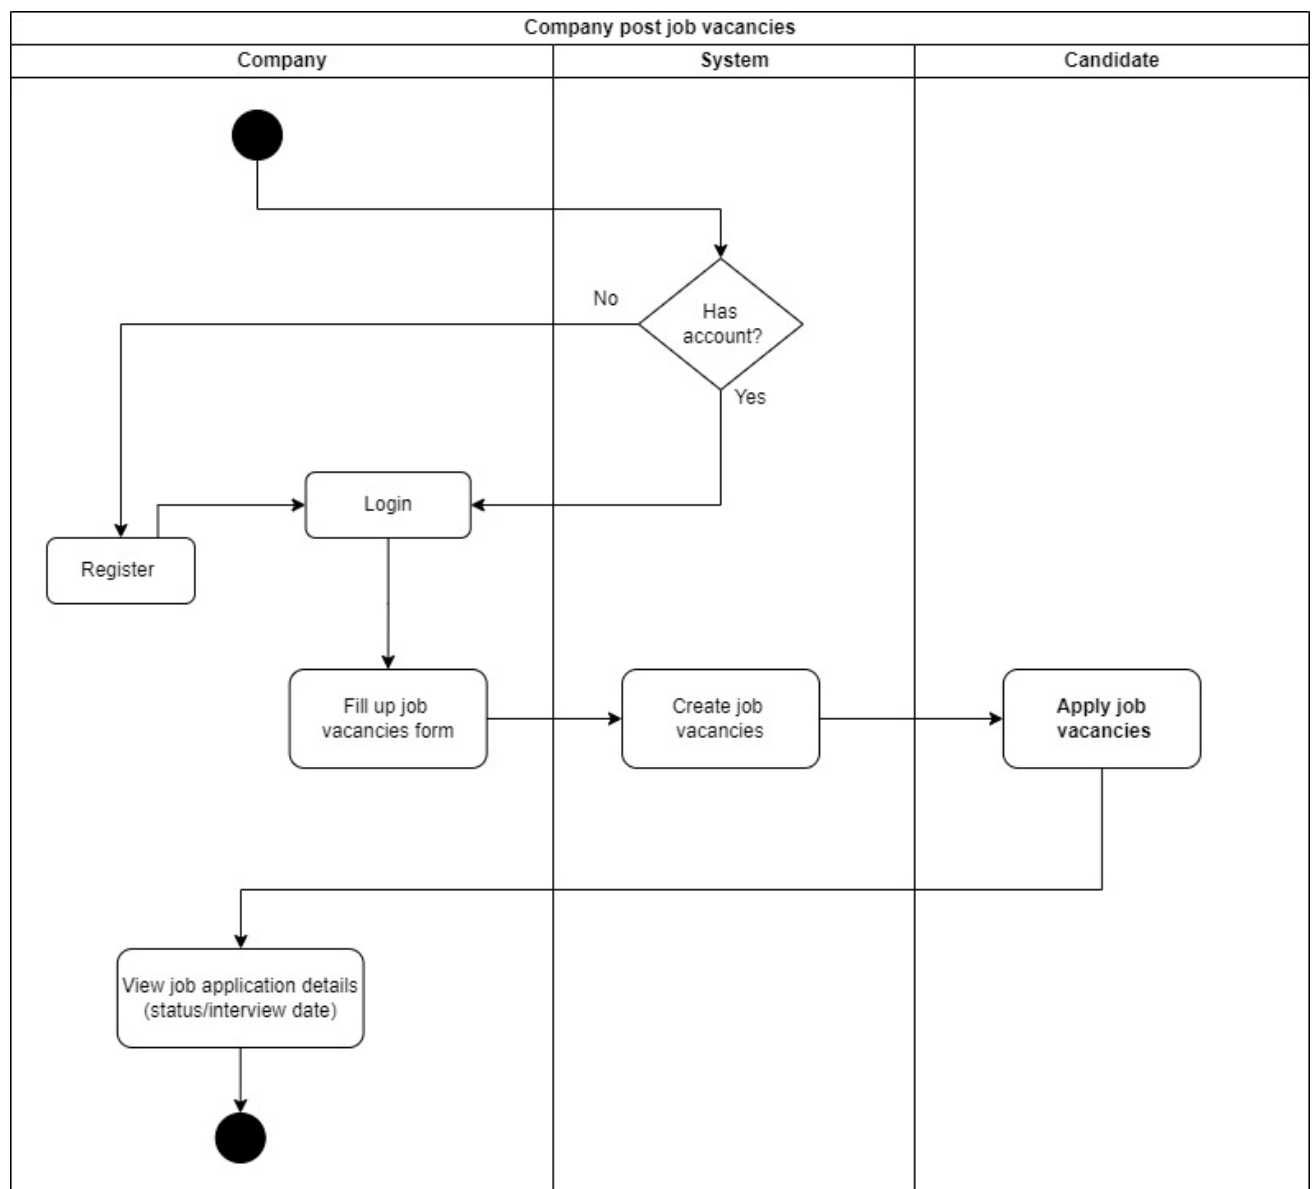 Company post job vacancies
Company
System
Candidate
Has
account?
No
Yes
Login
Register
Fill up job
vacancies form
Create job
vacancies
Apply job
vacancies
View job application details
(status/interview date)